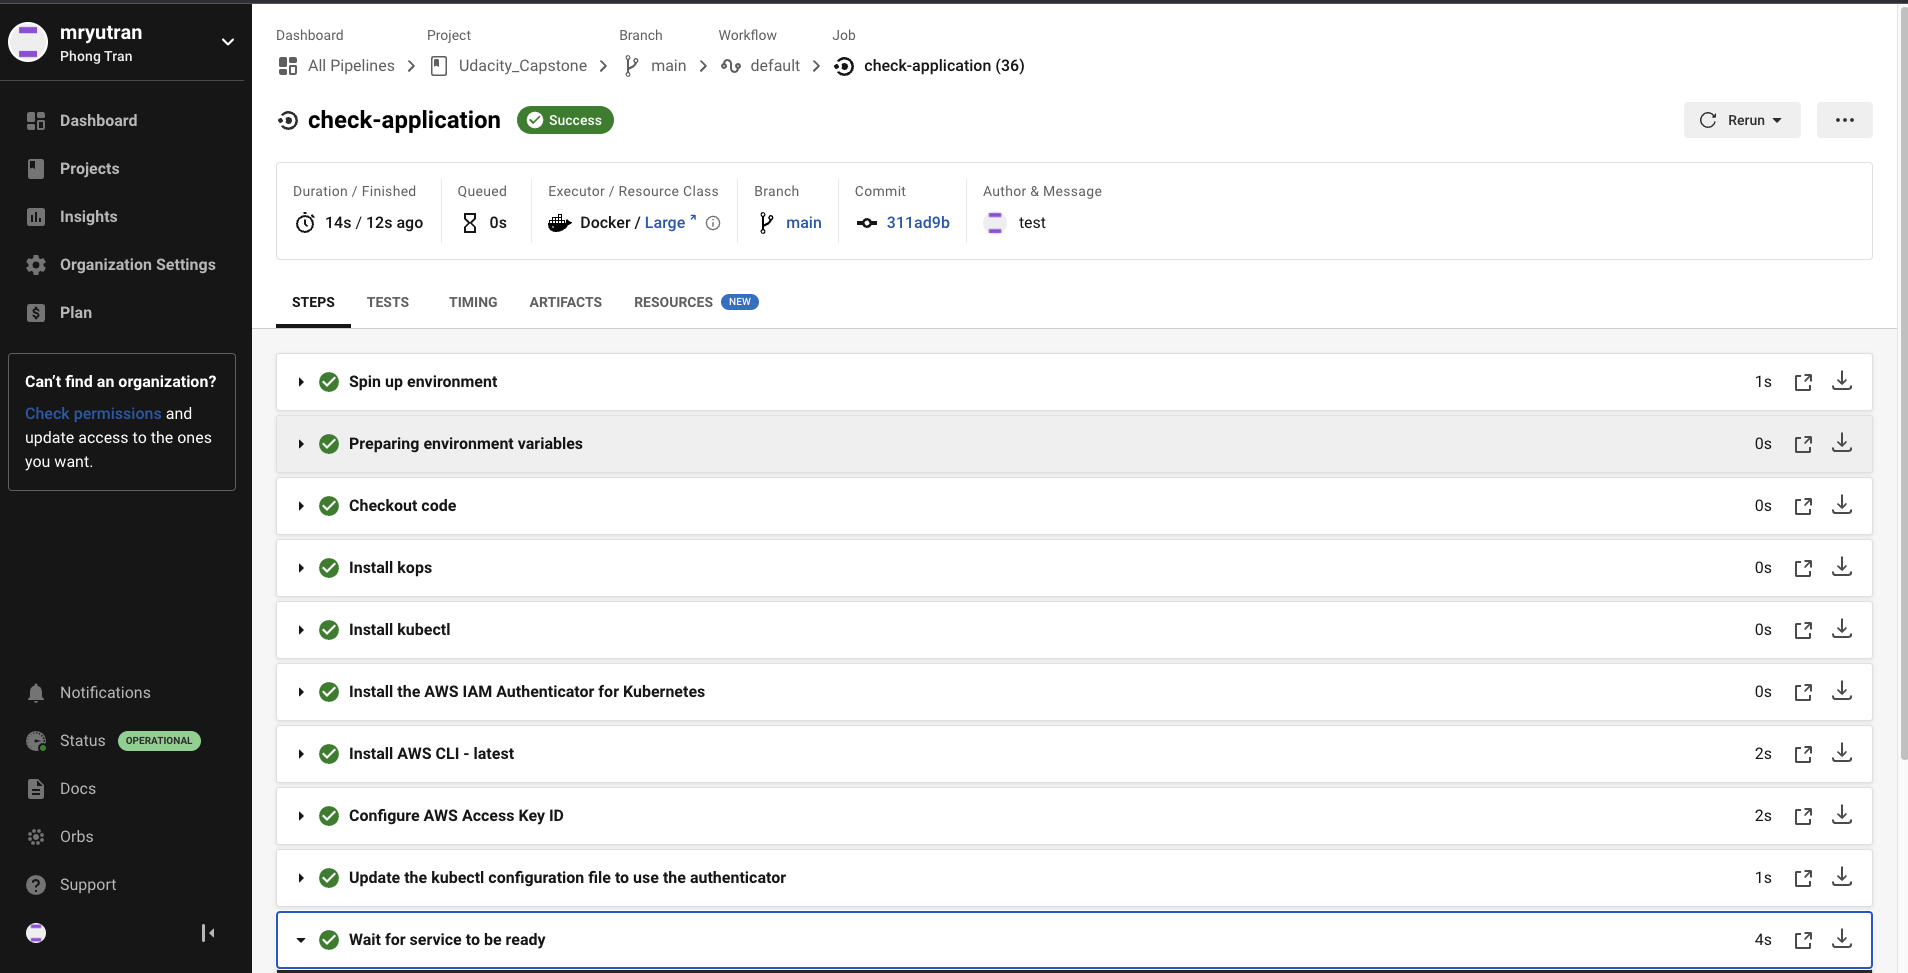 mryutran
Phong Tran
Dashboard
Projects
Insights
Organization Settings
Plan
Can't find an organization?
Check permissions and
update access to the ones
you want.
Notifications
Status OPERATIONAL
Docs
Orbs
Support
Dashboard Project Branch Workflow Job
All Pipelines Udacity_Capstone main default check-application (36)
check-application Success
Rerun
Duration / Finished Queued Executor / Resource Class Branch Commit Author & Message
14s / 12s ago 0s Docker / Large main 311ad9b test
STEPS TESTS TIMING ARTIFACTS RESOURCES NEW
Spin up environment 1s
Preparing environment variables 0s
Checkout code 0s
Install kops 0s
Install kubectl 0s
Install the AWS IAM Authenticator for Kubernetes 0s
Install AWS CLI - latest 2s
Configure AWS Access Key ID 2s
Update the kubectl configuration file to use the authenticator 1s
Wait for service to be ready 4s